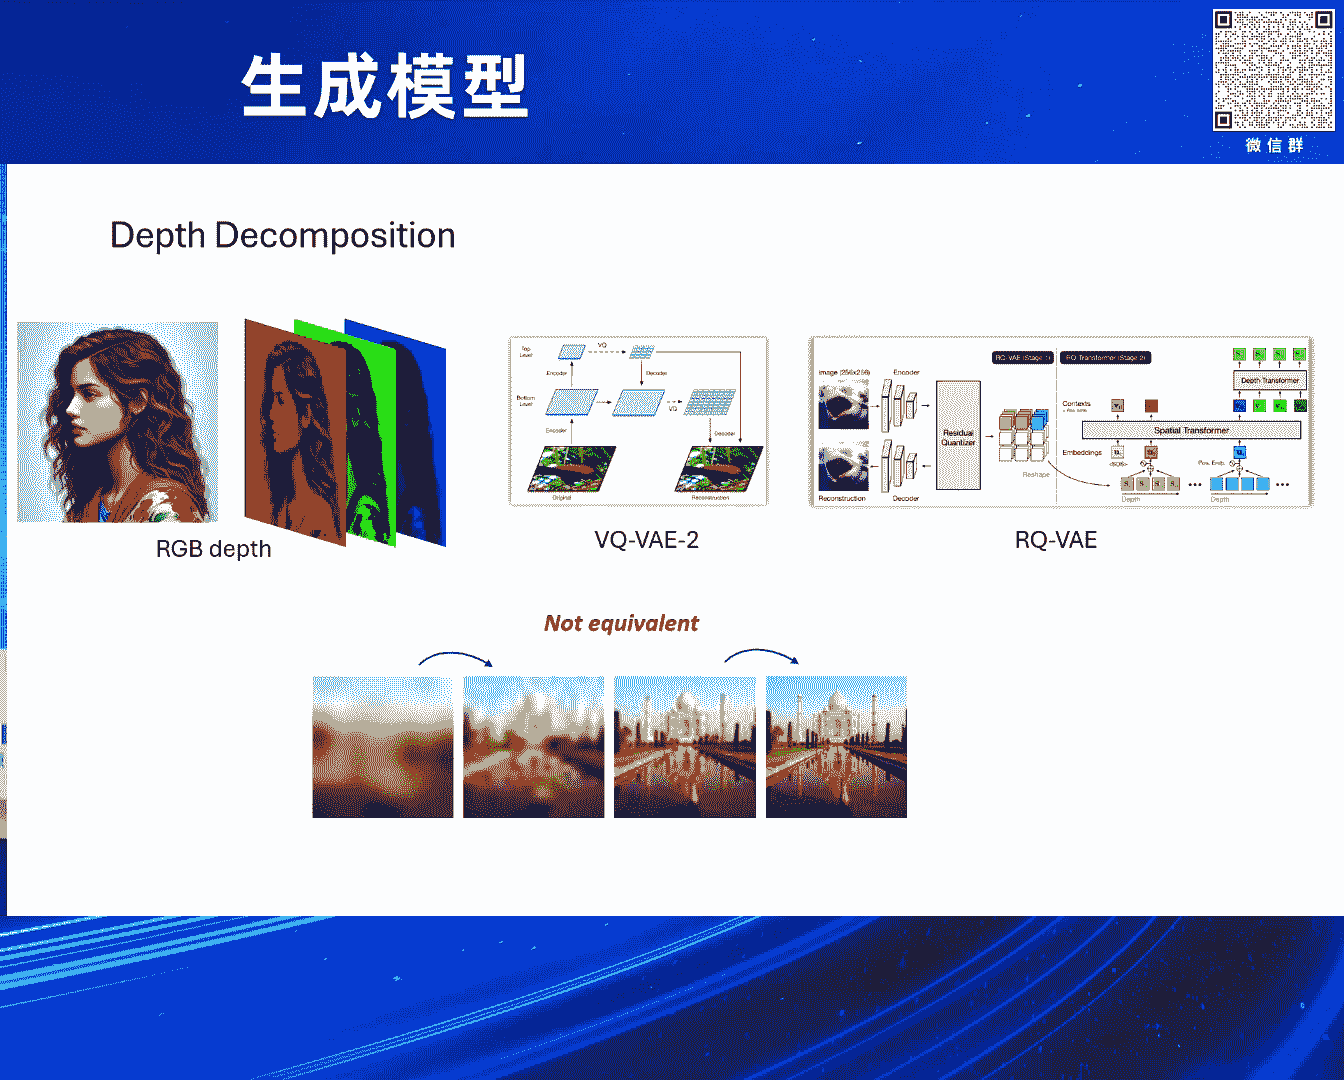 生成模型
微信群
Depth Decomposition
RGB depth
Top
Level
VQ
Encoder
Decoder
Bottom
Level
VQ
Encoder
Decoder
Original
Reconstruction
VQ-VAE-2
RQ-VAE (Stage 1)
RQ-Transformer (Stage 2)
Image (256x256)
Encoder
Residual
Quantizer
Reconstruction
Decoder
Reshape
Contexts
Embeddings
Spatial Transformer
Depth Transformer
Pos. Emb.
Depth
Depth
RQ-VAE
Not equivalent